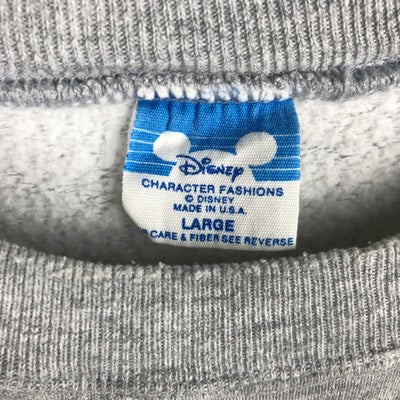 Disney
CHARACTER FASHIONS
© DISNEY
MADE IN U.S.A.
LARGE
CARE & FIBER SEE REVERSE